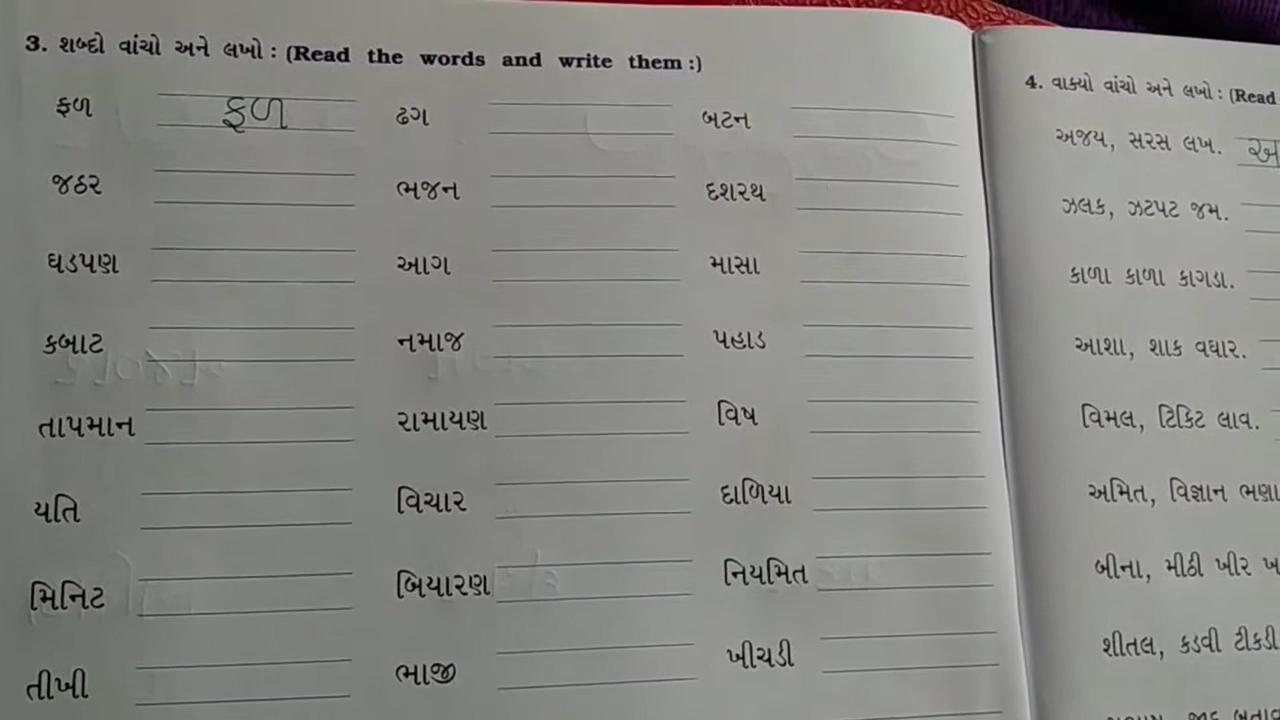 3. શબ્દો વાંચો અને લખો : (Read the words and write them :)
ફળ ફળ ઢગ બટન
જઠર ભજન દશરથ
ઘડપણ આગ માસા
કબાટ નમાજ પહાડ
તાપમાન રામાયણ વિષ
યતિ વિચાર દાળિયા
મિનિટ બિયારણ નિયમિત
તીખી ભાજી ખીચડી
4. વાક્યો વાંચો અને લખો : (Read
અજય, સરસ લખ.
ઝલક, ઝટપટ જમ.
કાળા કાળા કાગડા.
આશા, શાક વઘાર.
વિમલ, ટિકિટ લાવ.
અમિત, વિજ્ઞાન ભણ
બીના, મીઠી ખીર
શીતલ, કડવી ટીકડી